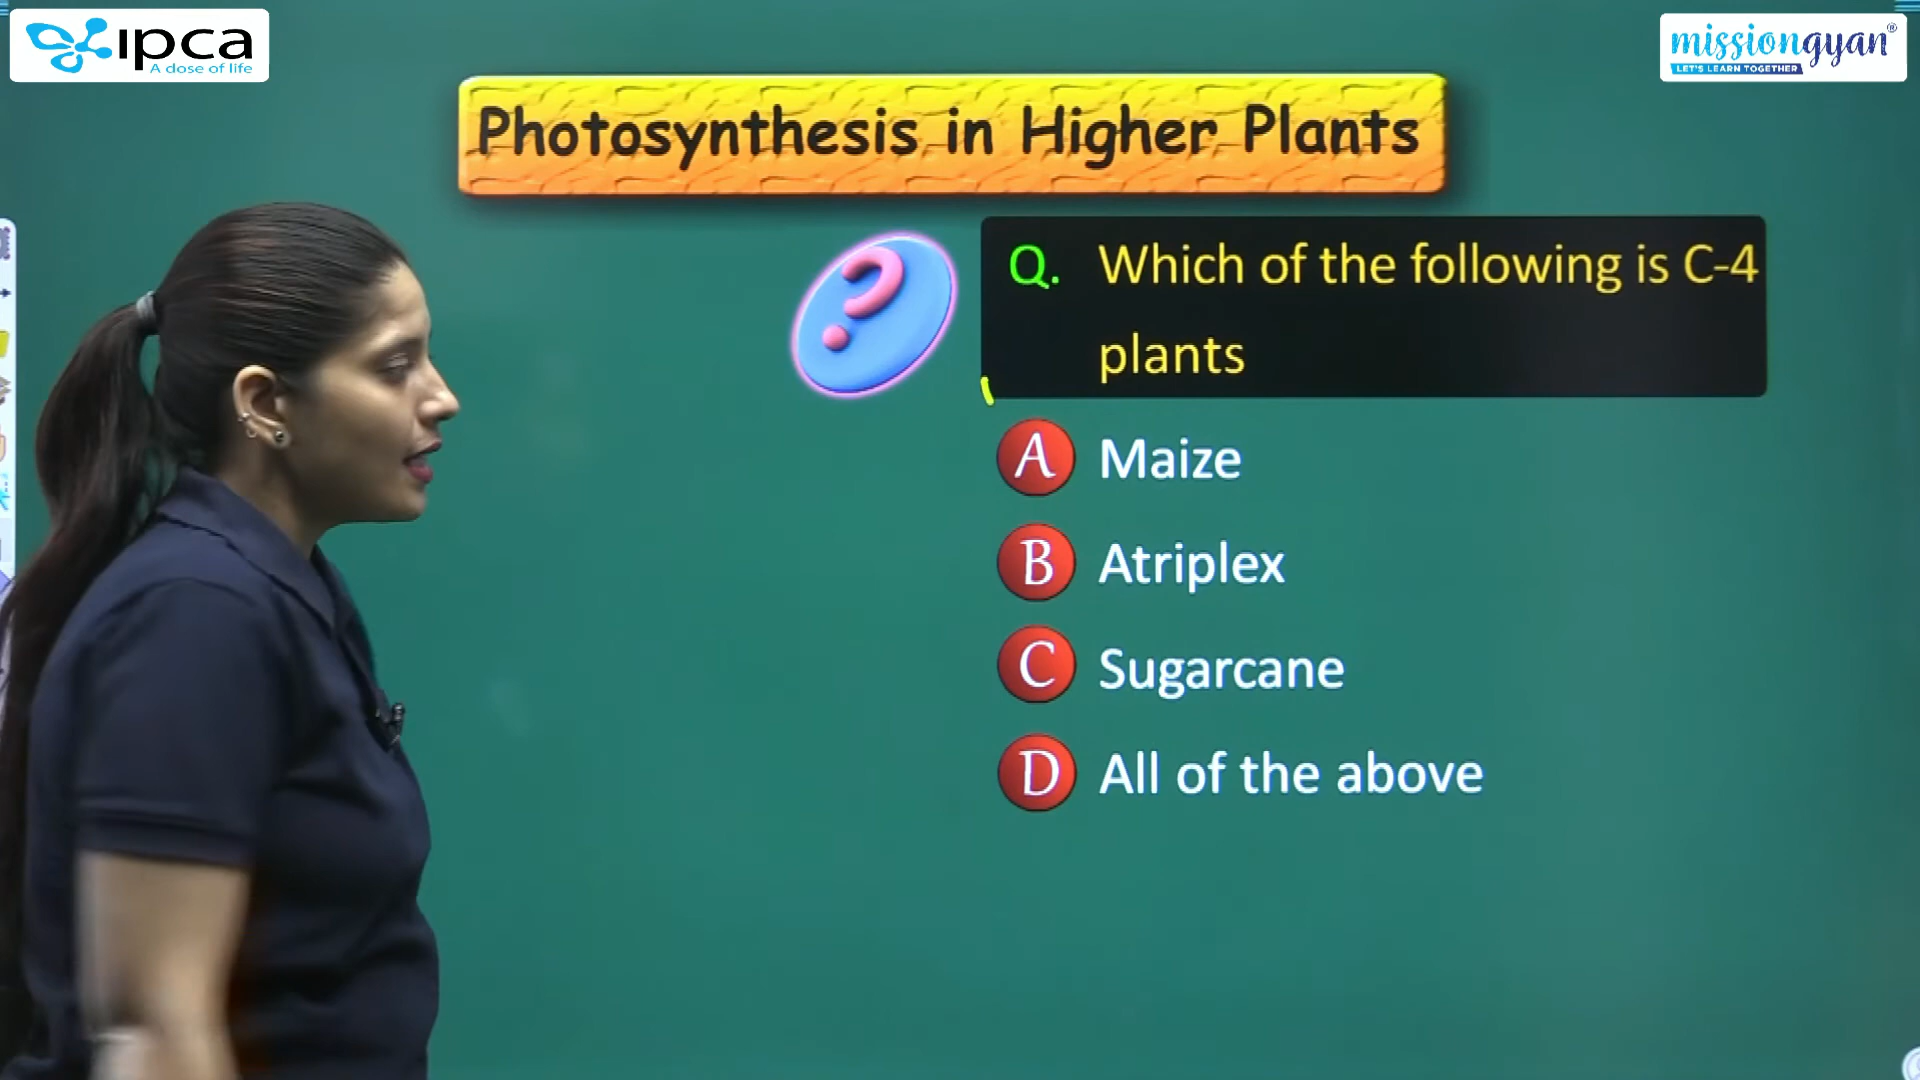 ipca
A dose of life
missiongyan®
LET'S LEARN TOGETHER
Photosynthesis in Higher Plants
?
Q. Which of the following is C-4
plants
A Maize
B Atriplex
C Sugarcane
D All of the above